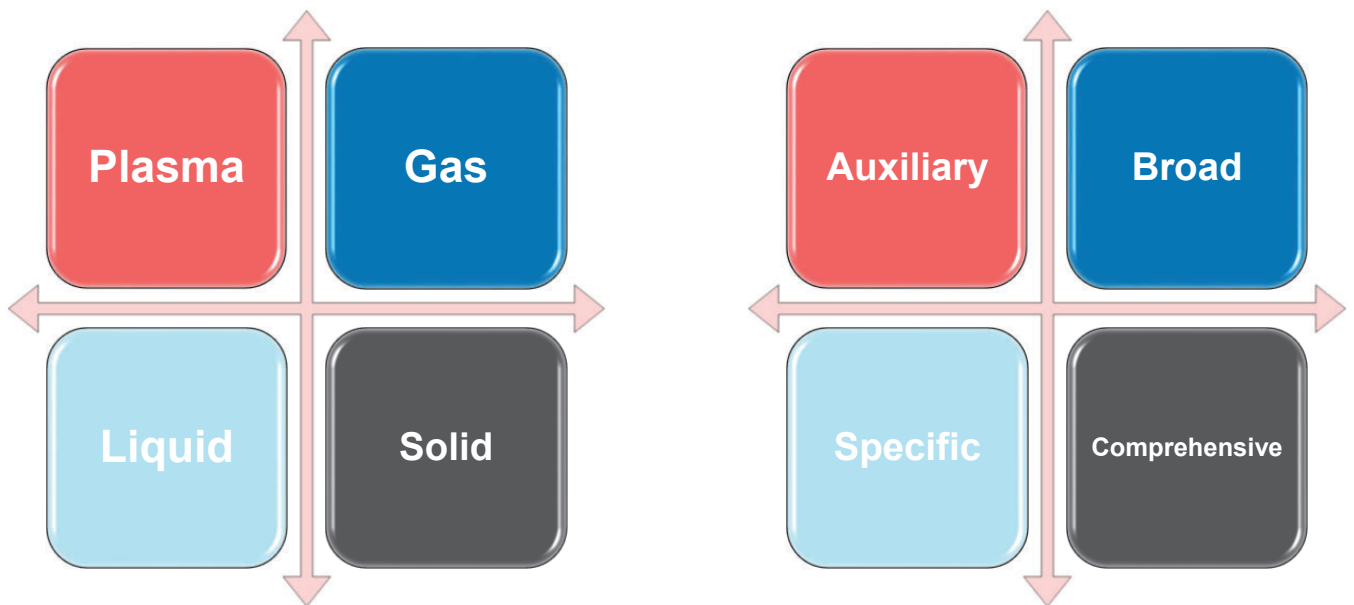 Plasma
Gas
Liquid
Solid
Auxiliary
Broad
Specific
Comprehensive